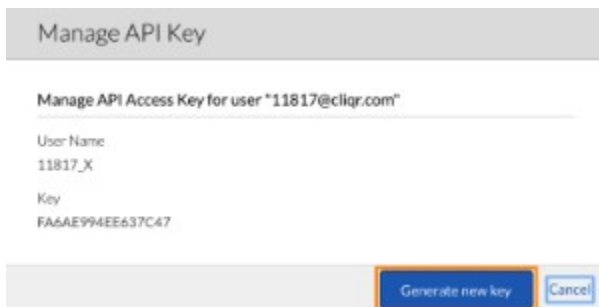 Manage API Key
Manage API Access Key for user "11817@cliqr.com"
User Name
11817_X
Key
FA6AE994EE637C47
Generate new key
Cancel